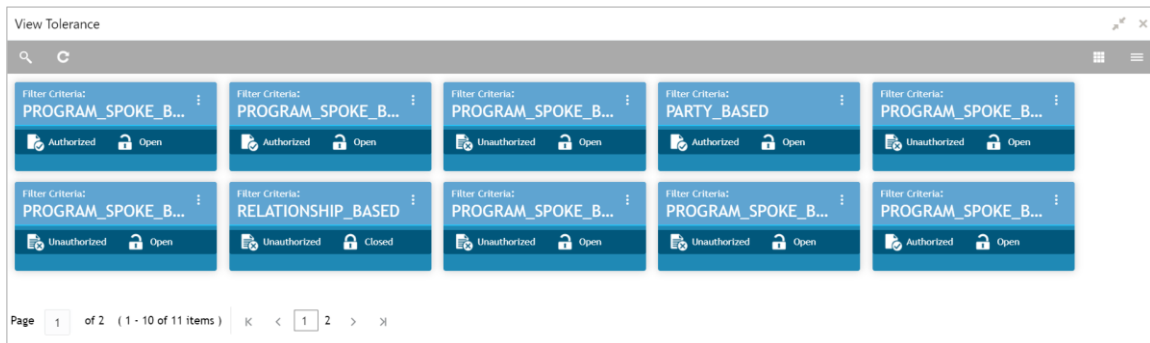 View Tolerance
Filter Criteria: Filter Criteria: Filter Criteria: Filter Criteria: Filter Criteria:
PROGRAM_SPOKE_B... PROGRAM_SPOKE_B... PROGRAM_SPOKE_B... PARTY_BASED PROGRAM_SPOKE_B...
Authorized Open Authorized Open Unauthorized Open Authorized Open Unauthorized Open
Filter Criteria: Filter Criteria: Filter Criteria: Filter Criteria: Filter Criteria:
PROGRAM_SPOKE_B... RELATIONSHIP_BASED PROGRAM_SPOKE_B... PROGRAM_SPOKE_B... PROGRAM_SPOKE_B...
Unauthorized Open Unauthorized Closed Unauthorized Open Unauthorized Open Authorized Open
Page 1 of 2 ( 1 - 10 of 11 items ) 1 2